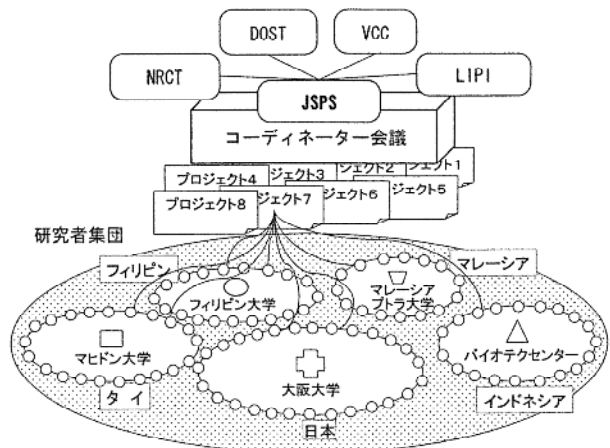 DOST
VCC
NRCT
LIPI
JSPS
コーディネーター会議
プロジェクト4
ジェクト3
ジェクト2
ジェクト1
プロジェクト8
ジェクト7
ジェクト6
ジェクト5
研究者集団
フィリピン
マレーシア
フィリピン大学
マレーシア
プトラ大学
マヒドン大学
大阪大学
バイオテクセンター
タイ
インドネシア
日本